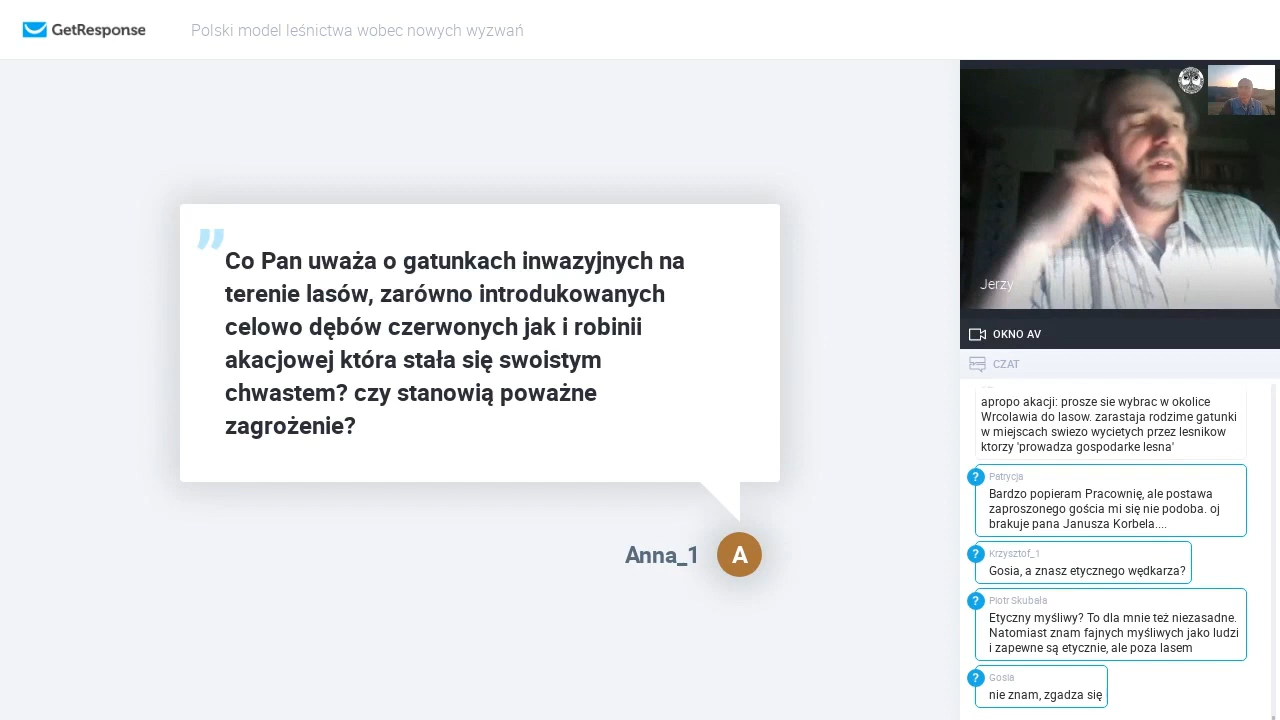 GetResponse
Polski model leśnictwa wobec nowych wyzwań
Co Pan uważa o gatunkach inwazyjnych na
terenie lasów, zarówno introdukowanych
celowo dębów czerwonych jak i robinii
akacjowej która stała się swoistym
chwastem? czy stanowią poważne
zagrożenie?
Anna_1
A
Jerzy
OKNO AV
CZAT
apropo akacji: prosze sie wybrac w okolice
Wrcolawia do lasow. zarastaja rodzime gatunki
w miejscach swiezo wycietych przez lesnikow
ktorzy 'prowadza gospodarke lesna'
?
Patrycja
Bardzo popieram Pracownię, ale postawa
zaproszonego gościa mi się nie podoba. oj
brakuje pana Janusza Korbela....
?
Krzysztof_1
Gosia, a znasz etycznego wędkarza?
?
Piotr Skubała
Etyczny myśliwy? To dla mnie też niezasadne.
Natomiast znam fajnych myśliwych jako ludzi
i zapewne są etycznie, ale poza lasem
?
Gosia
nie znam, zgadza się